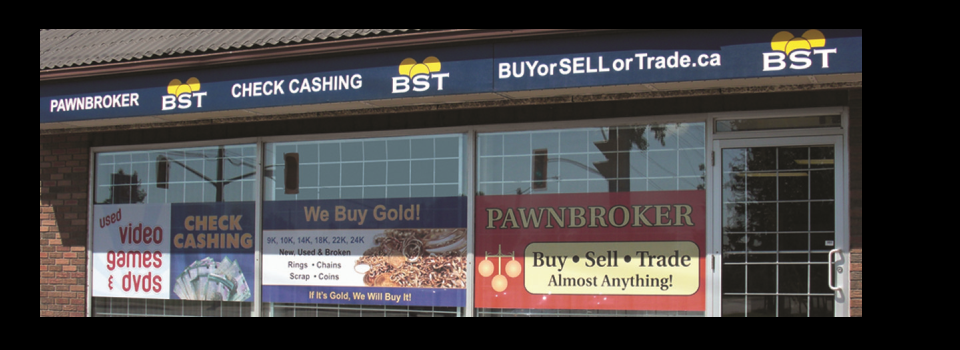 PAWNBROKER BST CHECK CASHING BST BUYorSELLorTrade.ca BST
used
video
games
& dvds
CHECK
CASHING
We Buy Gold!
9K, 10K, 14K, 18K, 22K, 24K
New, Used & Broken
Rings • Chains
Scrap • Coins
If It's Gold, We Will Buy It!
PAWNBROKER
Buy • Sell • Trade
Almost Anything!